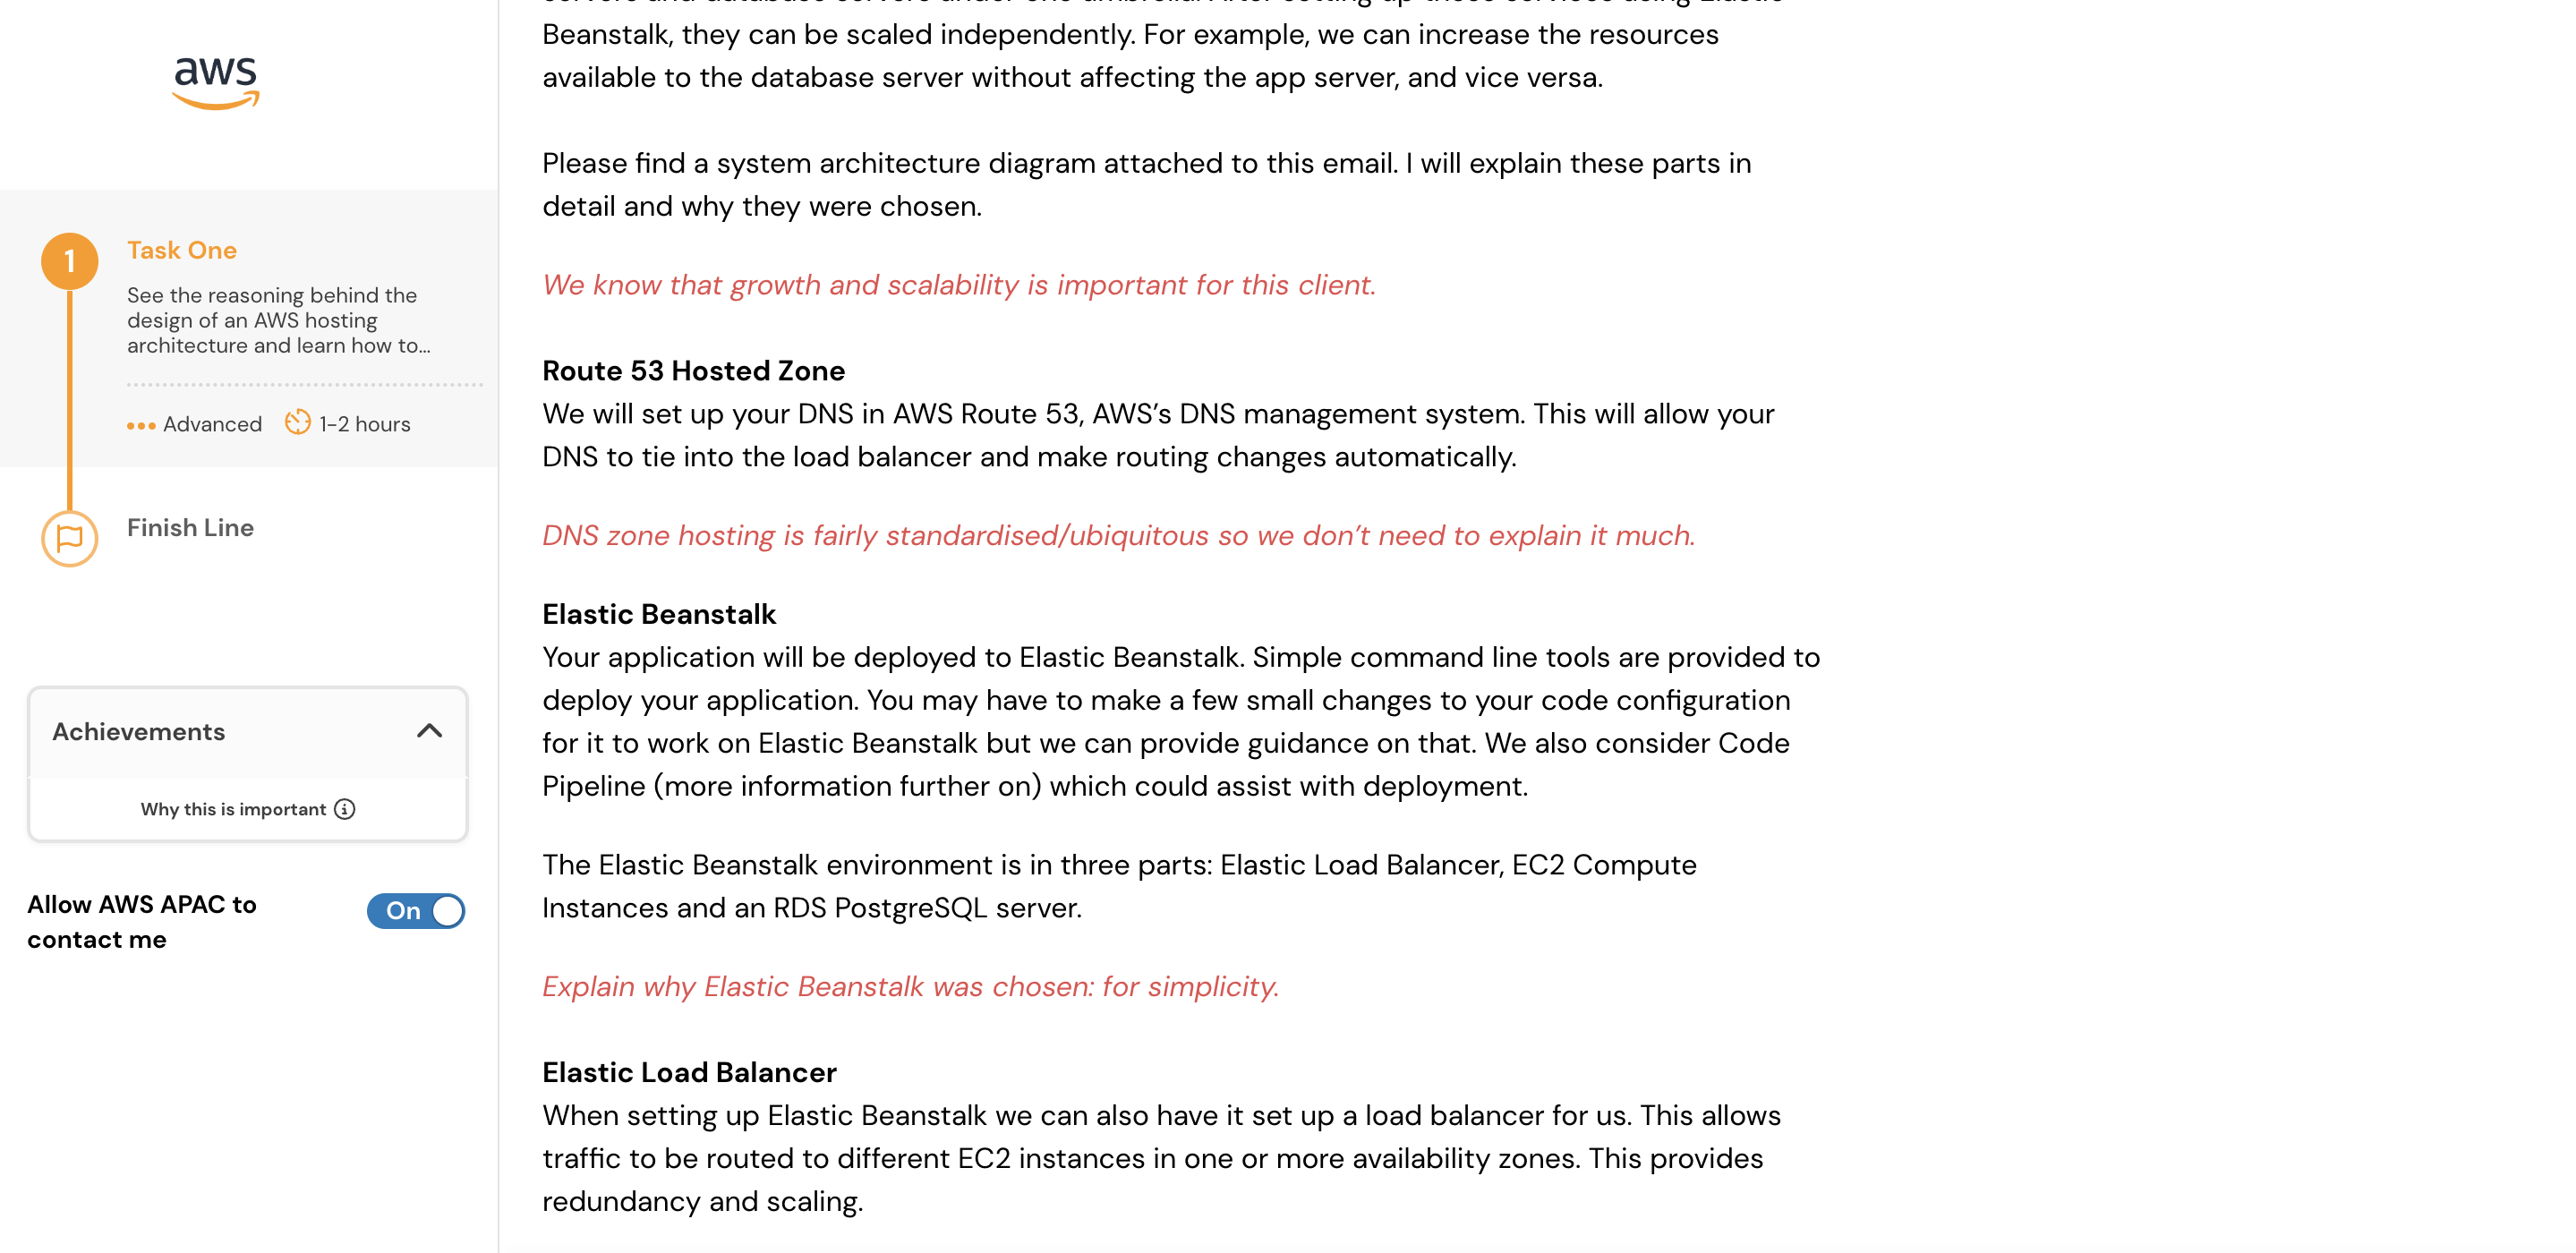 aws
1
Task One
See the reasoning behind the
design of an AWS hosting
architecture and learn how to...
Advanced 1-2 hours
Finish Line
Achievements
Why this is important
Allow AWS APAC to
contact me
On
servers and database servers under one umbrella. After setting up these services using Elastic
Beanstalk, they can be scaled independently. For example, we can increase the resources
available to the database server without affecting the app server, and vice versa.
Please find a system architecture diagram attached to this email. I will explain these parts in
detail and why they were chosen.
We know that growth and scalability is important for this client.
Route 53 Hosted Zone
We will set up your DNS in AWS Route 53, AWS’s DNS management system. This will allow your
DNS to tie into the load balancer and make routing changes automatically.
DNS zone hosting is fairly standardised/ubiquitous so we don’t need to explain it much.
Elastic Beanstalk
Your application will be deployed to Elastic Beanstalk. Simple command line tools are provided to
deploy your application. You may have to make a few small changes to your code configuration
for it to work on Elastic Beanstalk but we can provide guidance on that. We also consider Code
Pipeline (more information further on) which could assist with deployment.
The Elastic Beanstalk environment is in three parts: Elastic Load Balancer, EC2 Compute
Instances and an RDS PostgreSQL server.
Explain why Elastic Beanstalk was chosen: for simplicity.
Elastic Load Balancer
When setting up Elastic Beanstalk we can also have it set up a load balancer for us. This allows
traffic to be routed to different EC2 instances in one or more availability zones. This provides
redundancy and scaling.